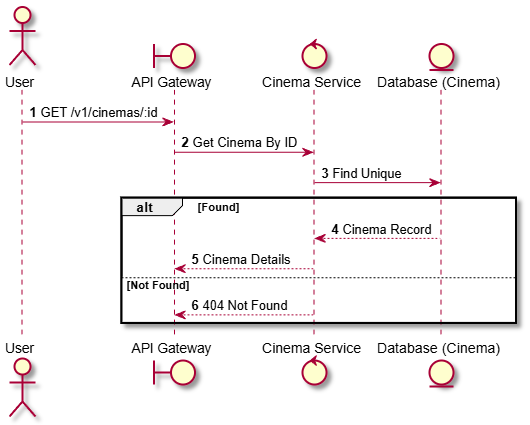 User
API Gateway
Cinema Service
Database (Cinema)
1 GET /v1/cinemas/:id
2 Get Cinema By ID
3 Find Unique
alt [Found]
4 Cinema Record
5 Cinema Details
[Not Found]
6 404 Not Found
User
API Gateway
Cinema Service
Database (Cinema)